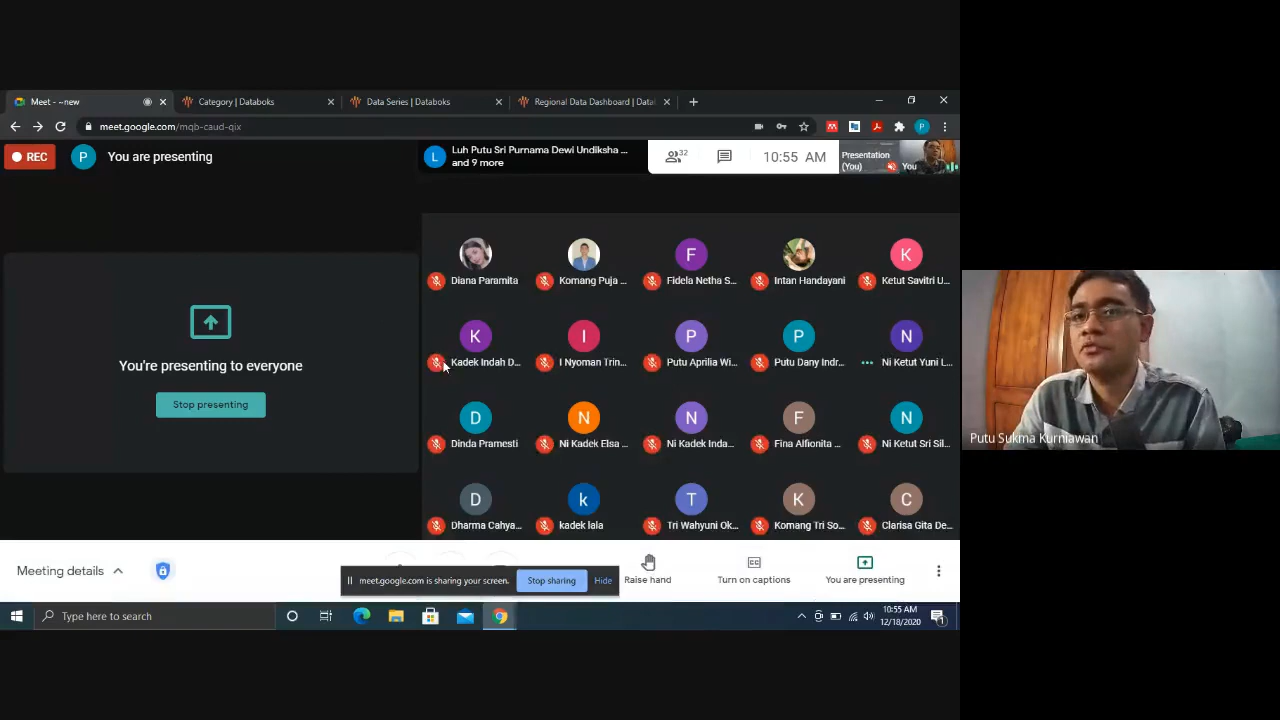 Meet - ~new
Category | Databoks
Data Series | Databoks
Regional Data Dashboard | Datal
meet.google.com/mqb-caud-qix
P
REC
P
You are presenting
L
Luh Putu Sri Purnama Dewi Undiksha ...
and 9 more
32
10:55 AM
Presentation
(You)
You
F
K
Diana Paramita
Komang Puja ...
Fidela Netha S...
Intan Handayani
Ketut Savitri U...
K
I
P
P
N
Kadek Indah D...
I Nyoman Trin...
Putu Aprilia Wi...
Putu Dany Indr...
Ni Ketut Yuni L...
You're presenting to everyone
Stop presenting
D
N
N
F
N
Dinda Pramesti
Ni Kadek Elsa ...
Ni Kadek Inda...
Fina Alfionita ...
Ni Ketut Sri Sil...
D
k
T
K
C
Dharma Cahya...
kadek lala
Tri Wahyuni Ok...
Komang Tri So...
Clarisa Gita De...
Putu Sukma Kurniawan
Meeting details
meet.google.com is sharing your screen.
Stop sharing
Hide
Raise hand
CC
Turn on captions
You are presenting
Type here to search
10:55 AM
12/18/2020
1